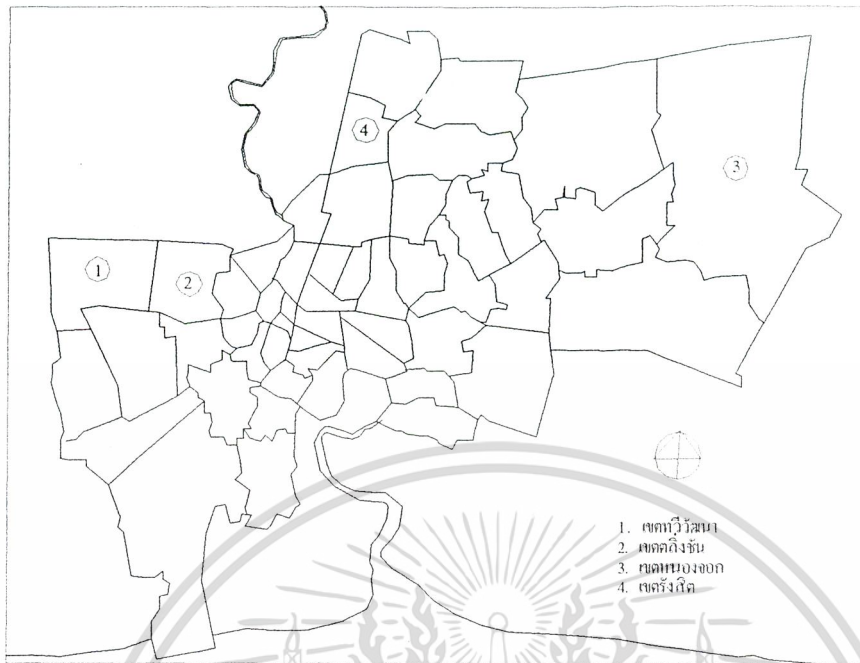 4
3
1
2
1. เขตทวีวัฒนา
2. เขตตลิ่งชัน
3. เขตหนองจอก
4. เขตรังสิต